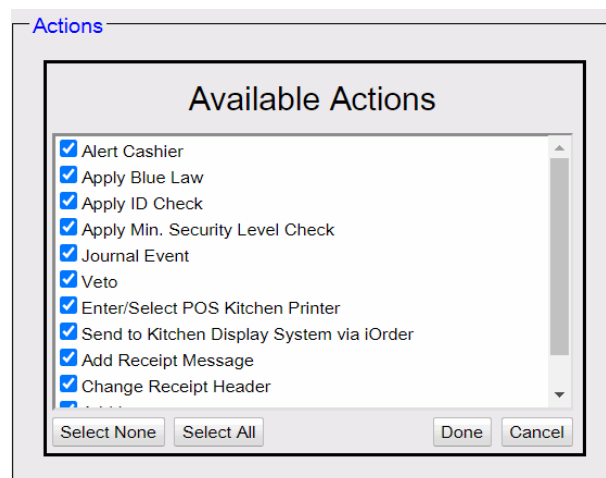 Actions
Available Actions
Alert Cashier
Apply Blue Law
Apply ID Check
Apply Min. Security Level Check
Journal Event
Veto
Enter/Select POS Kitchen Printer
Send to Kitchen Display System via iOrder
Add Receipt Message
Change Receipt Header
Select None Select All Done Cancel